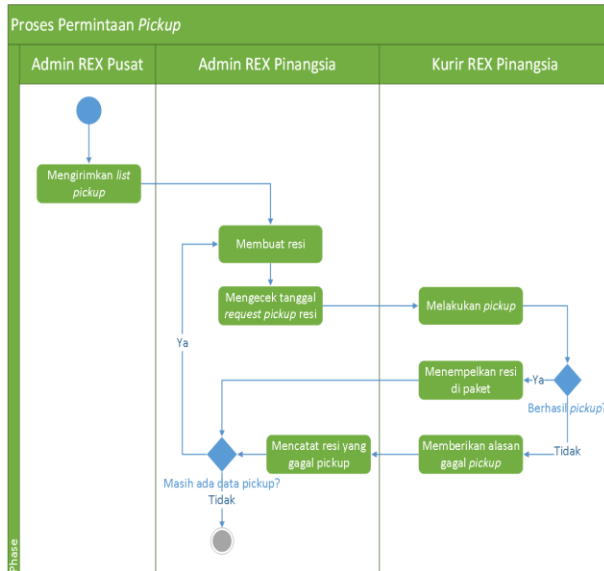 Proses Permintaan Pickup
Admin REX Pusat
Admin REX Pinangsia
Kurir REX Pinangsia
Mengirimkan list
pickup
Membuat resi
Mengecek tanggal
request pickup resi
Melakukan pickup
Ya
Menempelkan resi
di paket
Ya
Berhasil pickup?
Tidak
Mencatat resi yang
gagal pickup
Memberikan alasan
gagal pickup
Masih ada data pickup?
Tidak
Phase